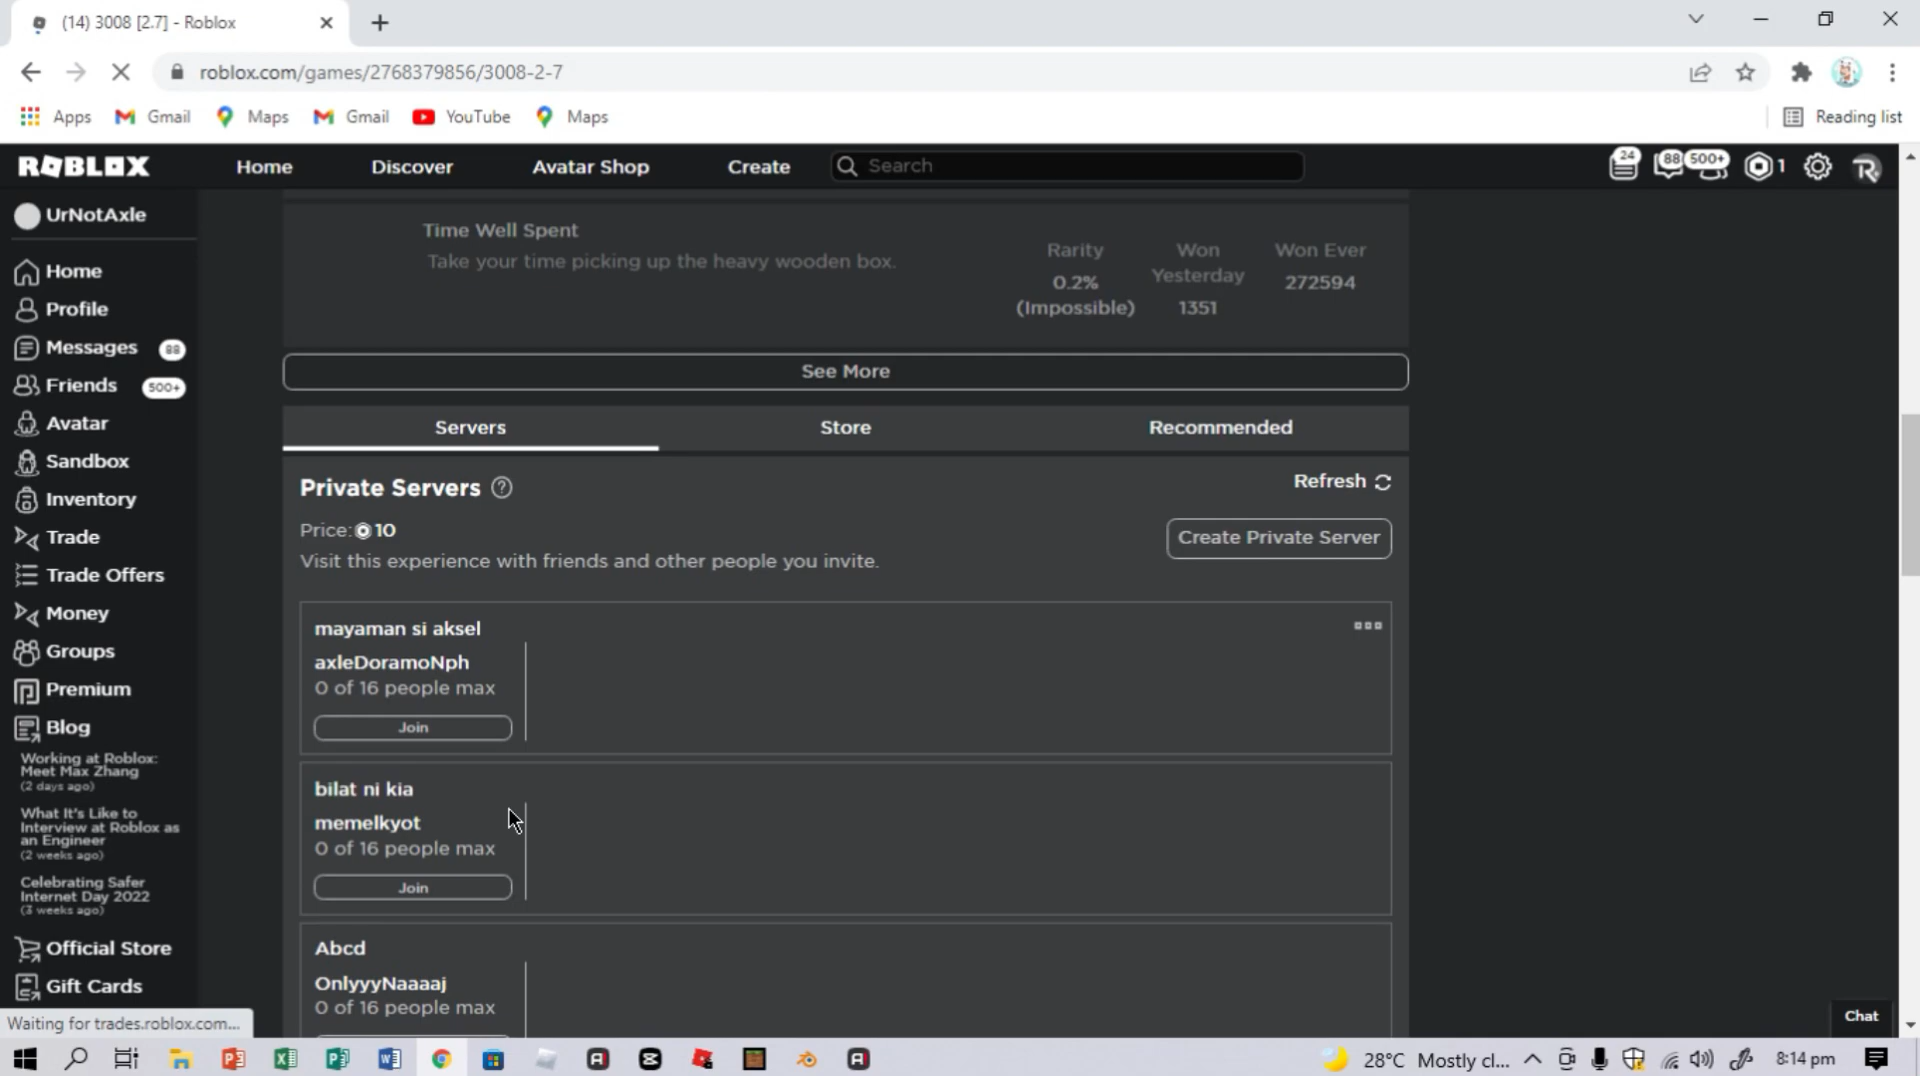 (14) 3008 [2.7] - Roblox
roblox.com/games/2768379856/3008-2-7
Apps Gmail Maps Gmail YouTube Maps Reading list
ROBLOX Home Discover Avatar Shop Create Search 24 88 500+ 1
UrNotAxle
Home
Profile
Messages 88
Friends 500+
Avatar
Sandbox
Inventory
Trade
Trade Offers
Money
Groups
Premium
Blog
Working at Roblox:
Meet Max Zhang
(2 days ago)
What It's Like to
Interview at Roblox as
an Engineer
(2 weeks ago)
Celebrating Safer
Internet Day 2022
(3 weeks ago)
Official Store
Gift Cards
Waiting for trades.roblox.com...
Time Well Spent
Take your time picking up the heavy wooden box.
Rarity
0.2%
(Impossible)
Won
Yesterday
1351
Won Ever
272594
See More
Servers Store Recommended
Private Servers ?
Refresh
Price: 10
Create Private Server
Visit this experience with friends and other people you invite.
mayaman si aksel
axleDoramoNph
0 of 16 people max
Join
bilat ni kia
memelkyot
0 of 16 people max
Join
Abcd
OnlyyyNaaaaj
0 of 16 people max
Chat
28°C Mostly cl... 8:14 pm